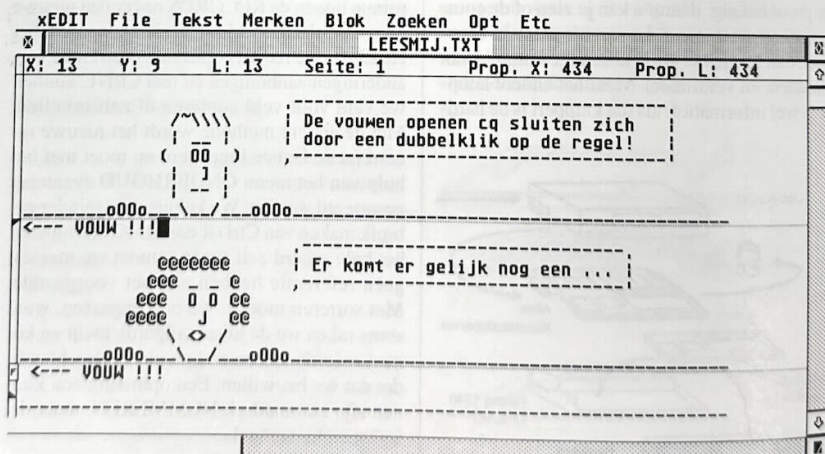 xEDIT File Tekst Merken Blok Zoeken Opt Etc
LEESMIJ.TXT
X: 13 Y: 9 L: 13 Seite: 1 Prop. X: 434 Prop. L: 434
De vouwen openen cq sluiten zich
door een dubbelklik op de regel!
<--- VOUW !!!
Er komt er gelijk nog een ...
<--- VOUW !!!